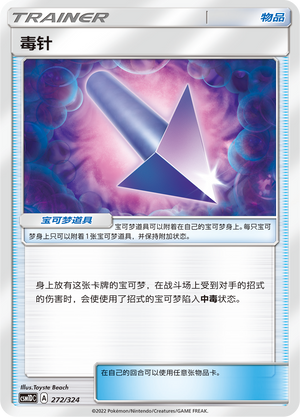 TRAINER 物品
毒针
宝可梦道具
宝可梦道具可以附着在自己的宝可梦身上。每只宝可
梦身上只可以附着1张宝可梦道具，并保持附加状态。
身上放有这张卡牌的宝可梦，在战斗场上受到对手的招式
的伤害时，会使使用了招式的宝可梦陷入中毒状态。
在自己的回合可以使用任意张物品卡。
Illus.Toyste Beach
CSM1DC A 272/324
©2022 Pokémon/Nintendo/Creatures/GAME FREAK.